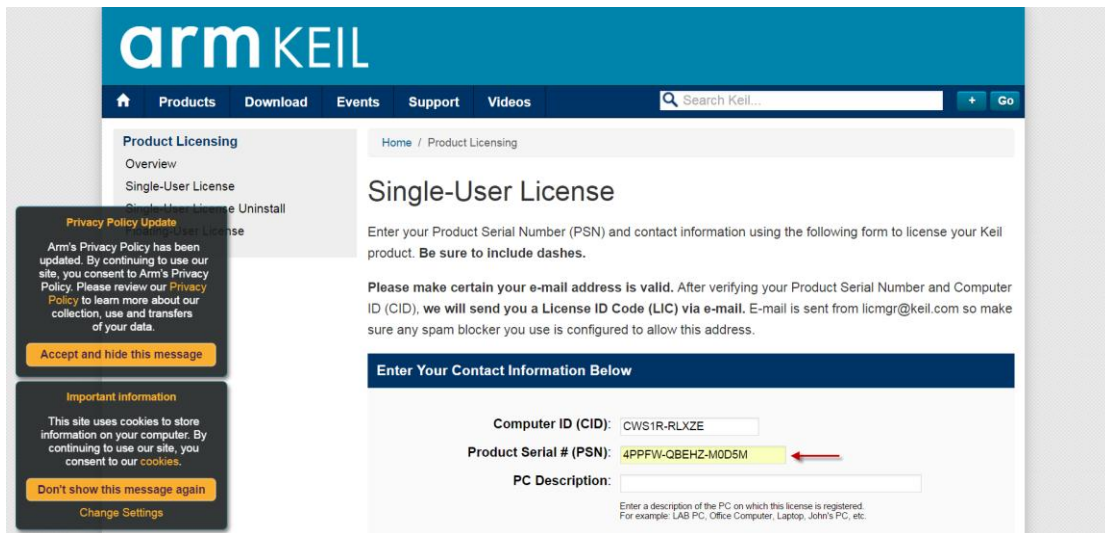 arm KEIL
Products Download Events Support Videos Search Keil... + Go
Product Licensing
Overview
Single-User License
Single-User License Uninstall
Floating-User License
Privacy Policy Update
Arm's Privacy Policy has been
updated. By continuing to use our
site, you consent to Arm's Privacy
Policy. Please review our Privacy
Policy to learn more about our
collection, use and transfers
of your data.
Accept and hide this message
Important information
This site uses cookies to store
information on your computer. By
continuing to use our site, you
consent to our cookies.
Don't show this message again
Change Settings
Home / Product Licensing
Single-User License
Enter your Product Serial Number (PSN) and contact information using the following form to license your Keil
product. Be sure to include dashes.
Please make certain your e-mail address is valid. After verifying your Product Serial Number and Computer
ID (CID), we will send you a License ID Code (LIC) via e-mail. E-mail is sent from licmgr@keil.com so make
sure any spam blocker you use is configured to allow this address.
Enter Your Contact Information Below
Computer ID (CID): CWS1R-RLXZE
Product Serial # (PSN): 4PPFW-QBEHZ-M0D5M
PC Description:
Enter a description of the PC on which this license is registered.
For example: LAB PC, Office Computer, Laptop, John's PC, etc.